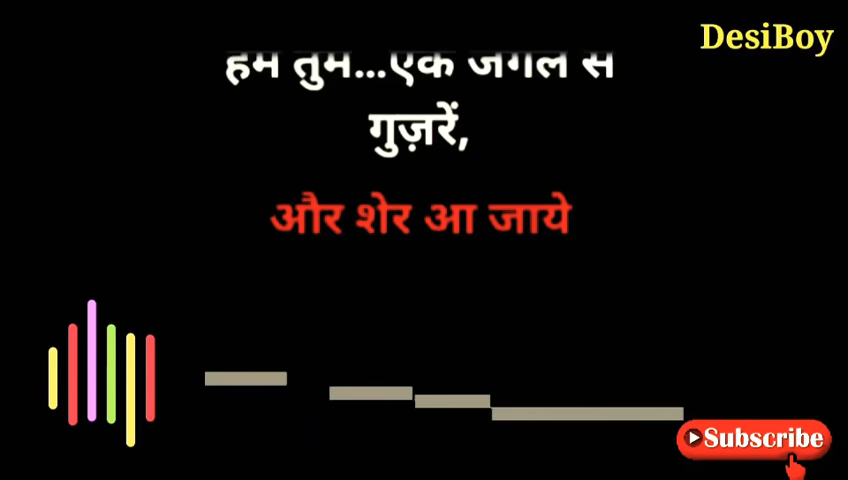 DesiBoy
हम तुम...एक जंगल से
गुज़रें,
और शेर आ जाये
Subscribe